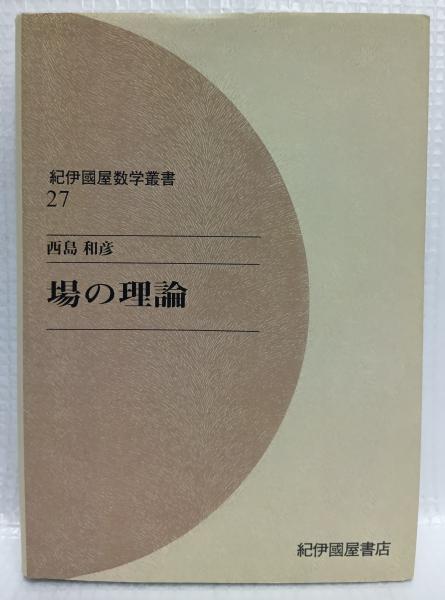 紀伊國屋数学叢書
27
西島 和彦
場の理論
紀伊國屋書店